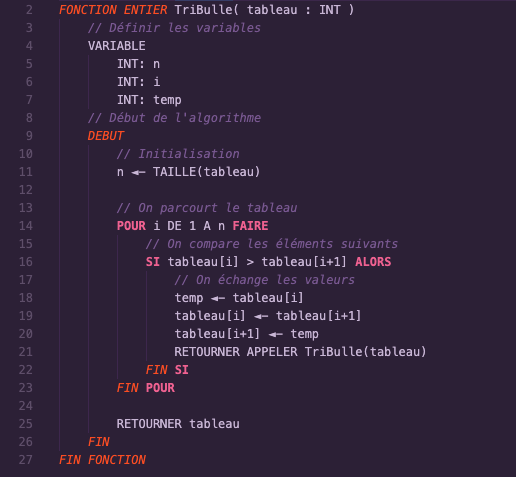 2 FONCTION ENTIER TriBulle( tableau : INT )
3 // Définir les variables
4 VARIABLE
5 INT: n
6 INT: i
7 INT: temp
8 // Début de l'algorithme
9 DEBUT
10 // Initialisation
11 n ◄— TAILLE(tableau)
12
13 // On parcourt le tableau
14 POUR i DE 1 A n FAIRE
15 // On compare les éléments suivants
16 SI tableau[i] > tableau[i+1] ALORS
17 // On échange les valeurs
18 temp ◄— tableau[i]
19 tableau[i] ◄— tableau[i+1]
20 tableau[i+1] ◄— temp
21 RETOURNER APPELER TriBulle(tableau)
22 FIN SI
23 FIN POUR
24
25 RETOURNER tableau
26 FIN
27 FIN FONCTION